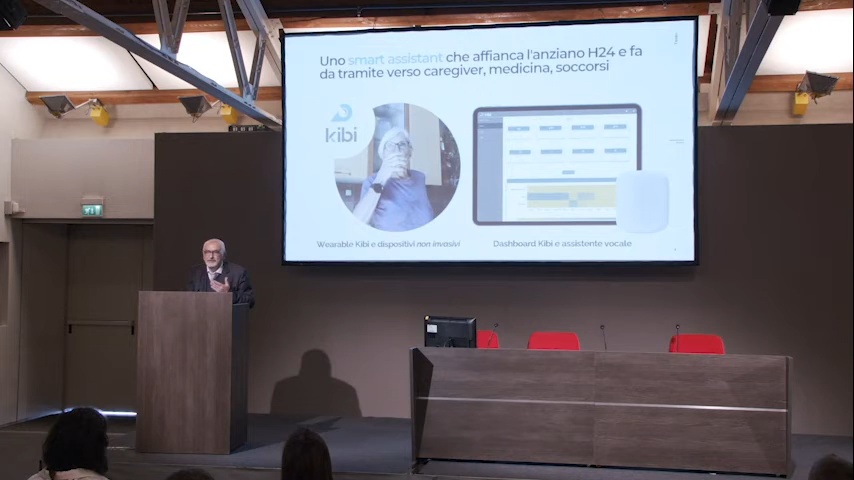 Uno smart assistant che affianca l'anziano H24 e fa
da tramite verso caregiver, medicina, soccorsi
kibi
Wearable Kibi e dispositivi non invasivi
Dashboard Kibi e assistente vocale